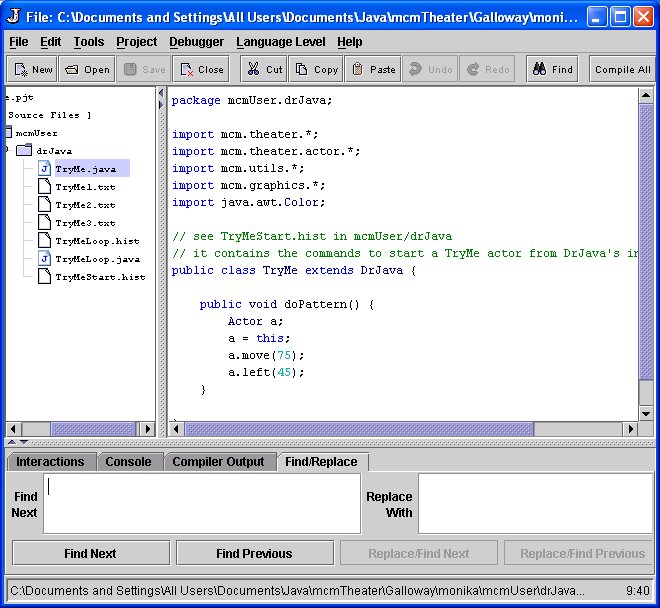 File: C:\Documents and Settings\All Users\Documents\Java\mcmTheater\Galloway\moni...
File Edit Tools Project Debugger Language Level Help
New Open Save Close Cut Copy Paste Undo Redo Find Compile All
e.pjt
Source Files ]
mcmUser
drJava
TryMe.java
TryMe1.txt
TryMe2.txt
TryMe3.txt
TryMeLoop.hist
TryMeLoop.java
TryMeStart.hist
package mcmUser.drJava;
import mcm.theater.*;
import mcm.theater.actor.*;
import mcm.utils.*;
import mcm.graphics.*;
import java.awt.Color;
// see TryMeStart.hist in mcmUser/drJava
// it contains the commands to start a TryMe actor from DrJava's in
public class TryMe extends DrJava {
public void doPattern() {
Actor a;
a = this;
a.move(75);
a.left(45);
}
Interactions Console Compiler Output Find/Replace
Find Next
Replace With
Find Next Find Previous Replace/Find Next Replace/Find Previous
C:\Documents and Settings\All Users\Documents\Java\mcmTheater\Galloway\monika\mcmUser\drJava... 9:40